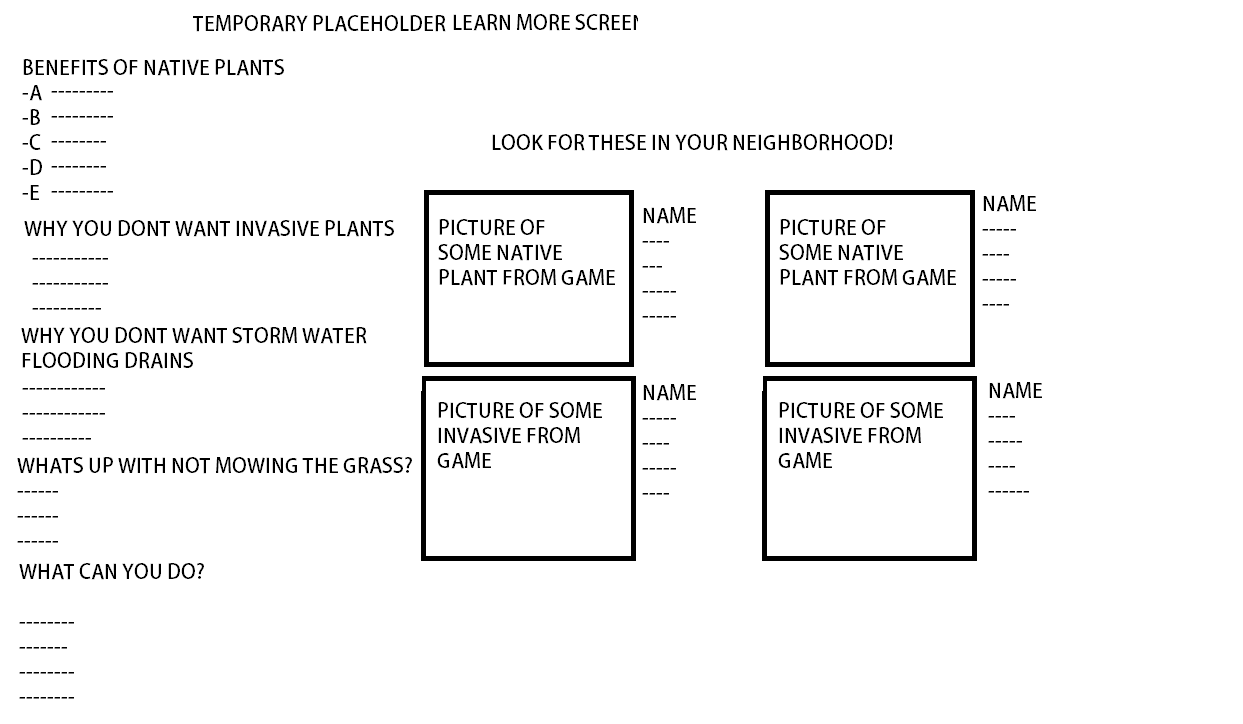 TEMPORARY PLACEHOLDER LEARN MORE SCREEN
BENEFITS OF NATIVE PLANTS
-A ---------
-B ---------
-C --------
-D --------
-E ---------
WHY YOU DONT WANT INVASIVE PLANTS
-----------
-----------
----------
WHY YOU DONT WANT STORM WATER
FLOODING DRAINS
------------
------------
----------
WHATS UP WITH NOT MOWING THE GRASS?
------
------
------
WHAT CAN YOU DO?
--------
-------
--------
--------
LOOK FOR THESE IN YOUR NEIGHBORHOOD!
PICTURE OF
SOME NATIVE
PLANT FROM GAME
NAME
----
---
-----
-----
PICTURE OF
SOME NATIVE
PLANT FROM GAME
NAME
-----
----
-----
----
PICTURE OF SOME
INVASIVE FROM
GAME
NAME
-----
----
-----
----
PICTURE OF SOME
INVASIVE FROM
GAME
NAME
----
-----
----
------